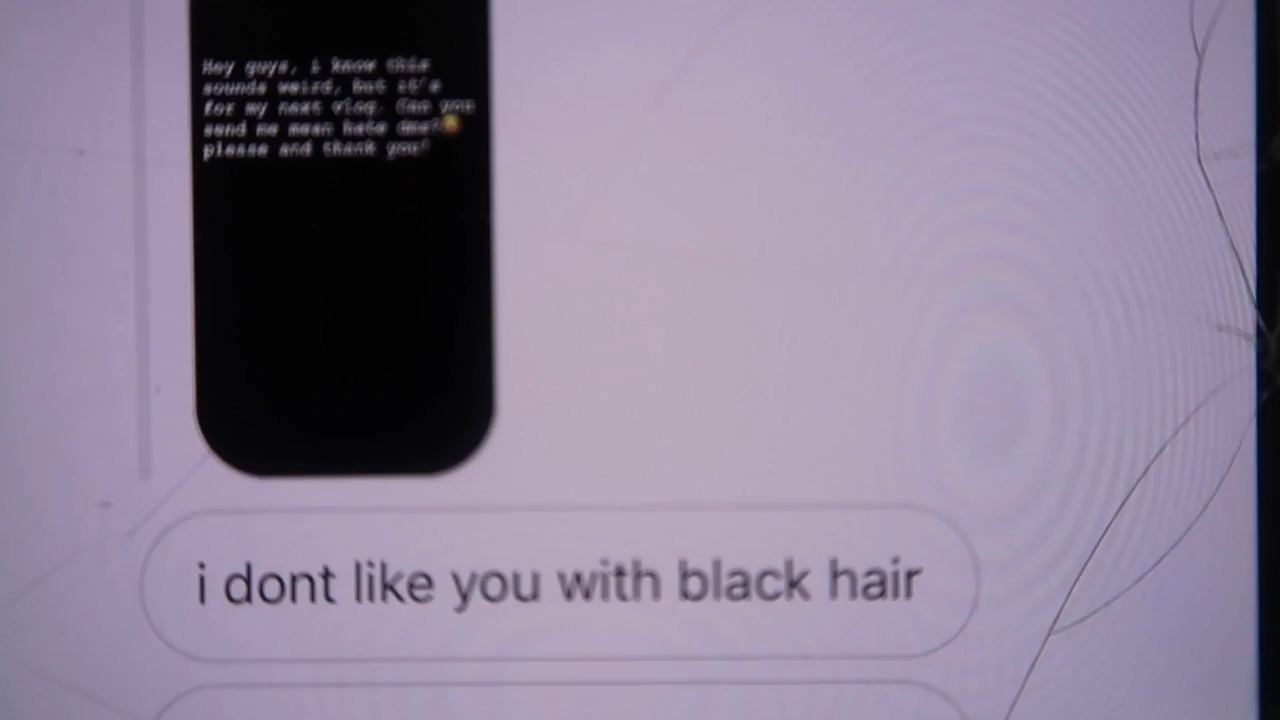 Hey guys, i know this
sounds weird, but it's
for my next vlog. Can you
send me mean hate dms?
please and thank you!
i dont like you with black hair